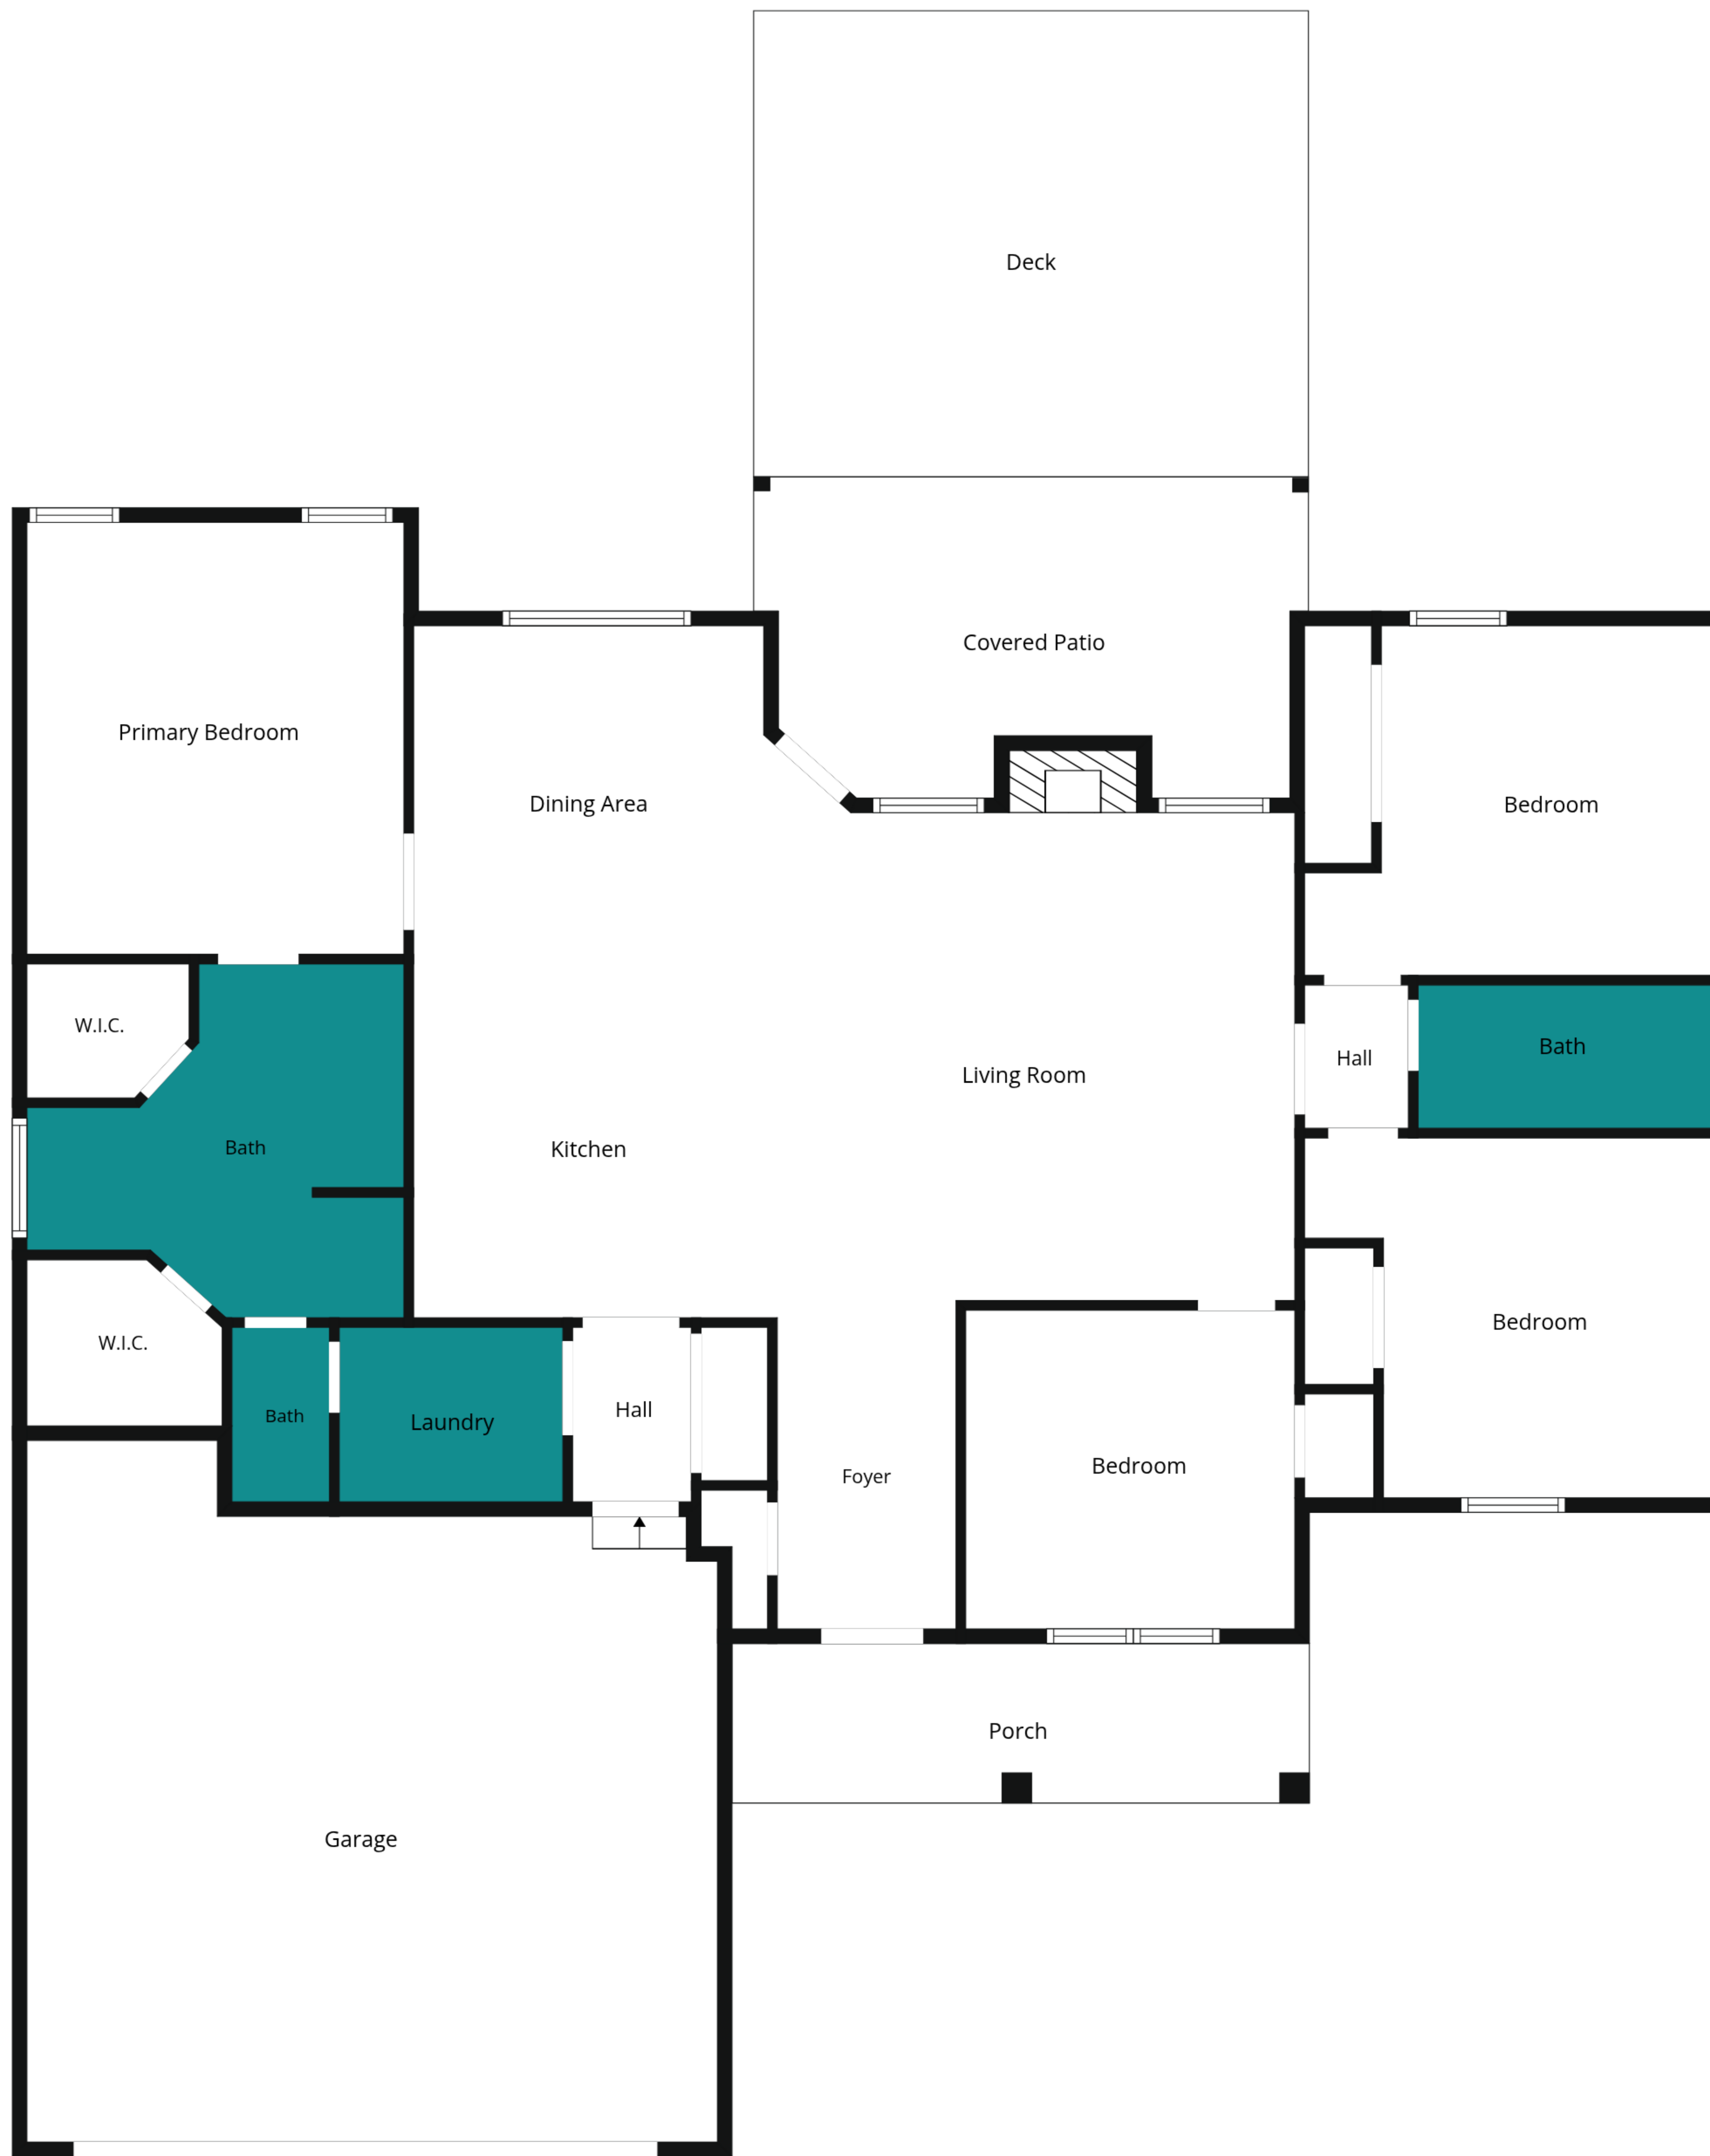 Deck
Covered Patio
Primary Bedroom
Dining Area
Bedroom
W.I.C.
Bath
Hall
Living Room
Bath
Kitchen
Bedroom
W.I.C.
Bath
Laundry
Hall
Foyer
Bedroom
Porch
Garage